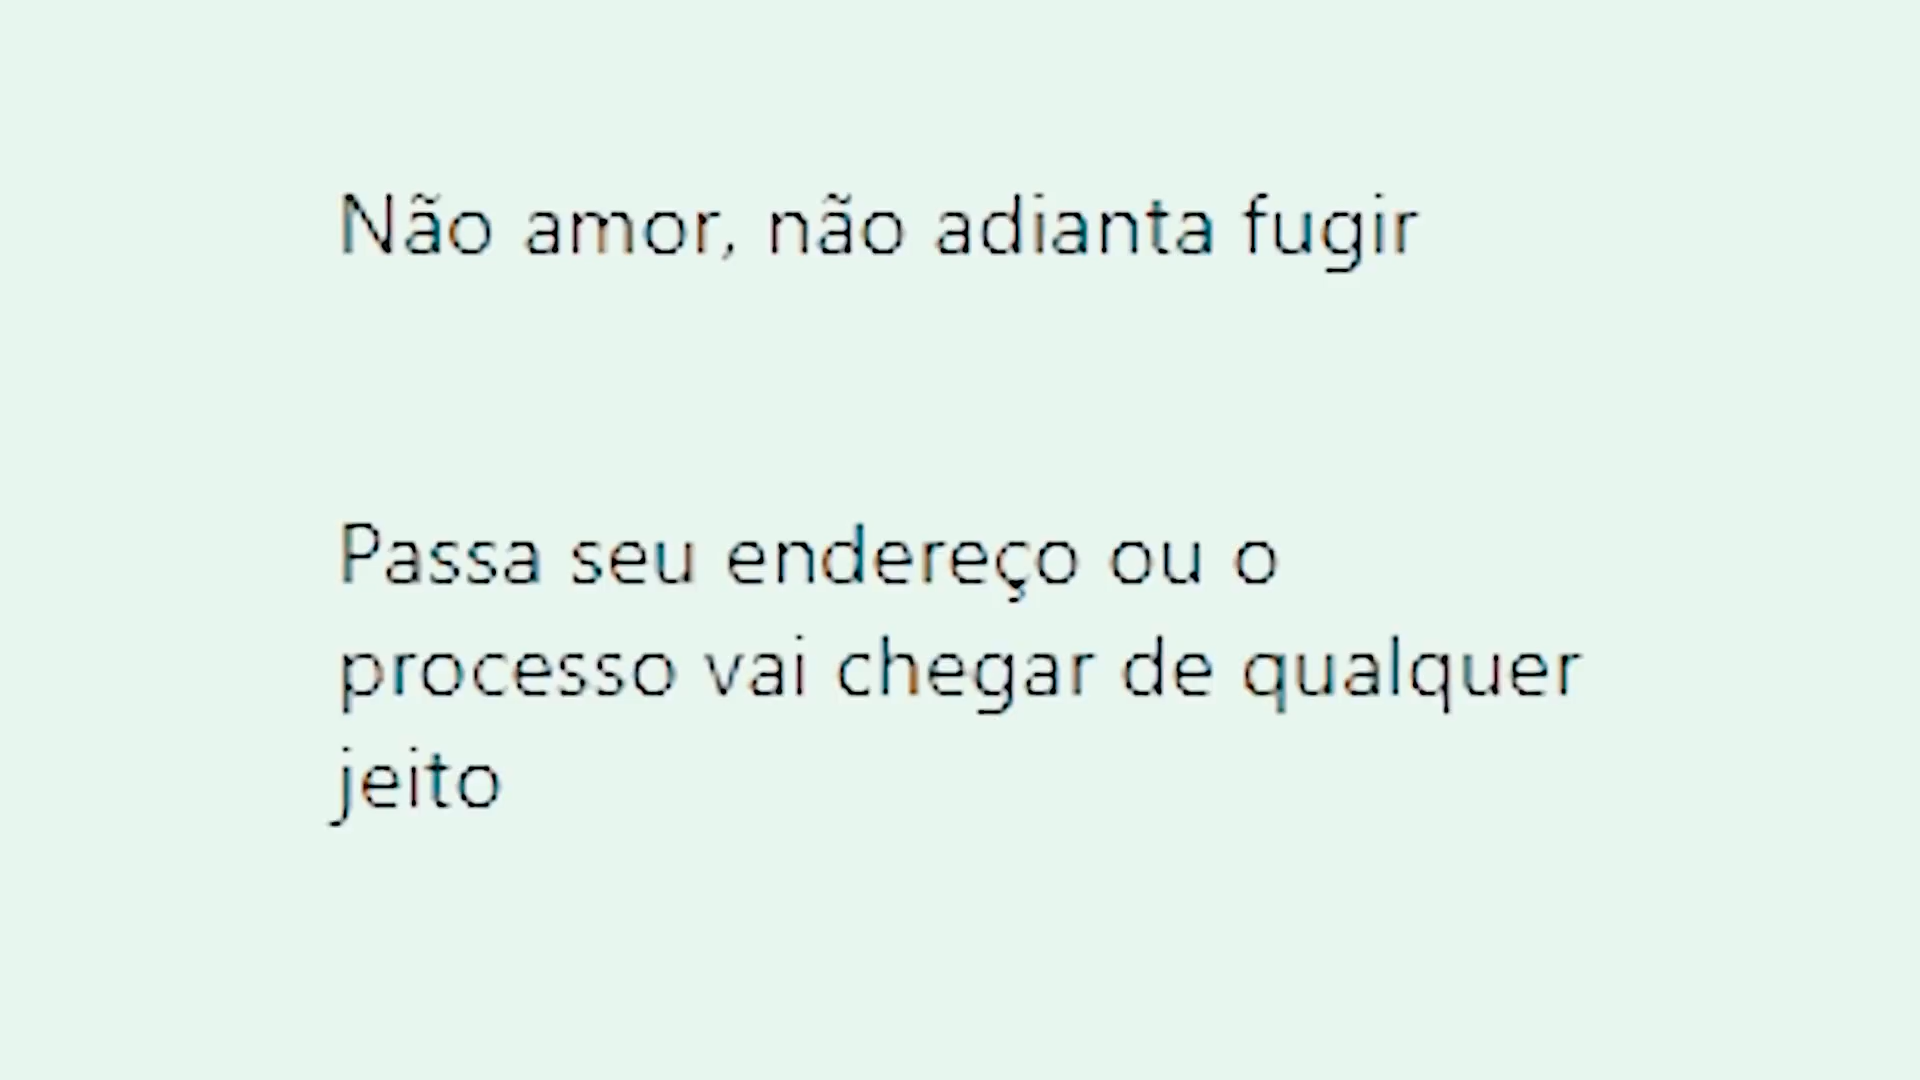 Não amor, não adianta fugir
Passa seu endereço ou o
processo vai chegar de qualquer
jeito